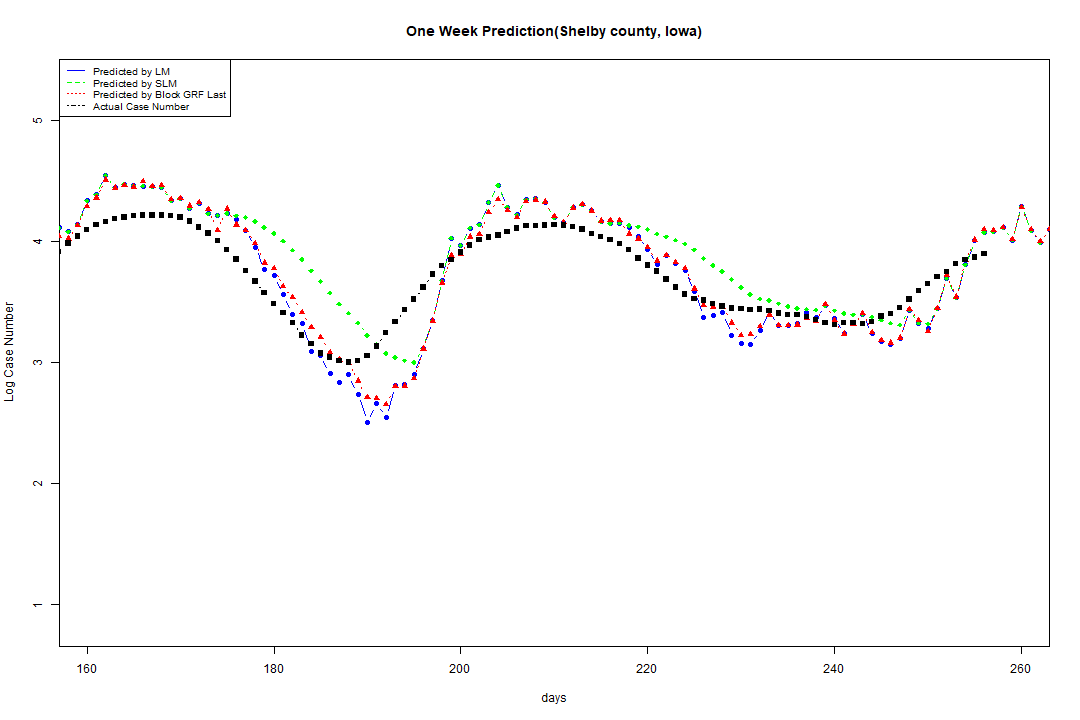 One Week Prediction(Shelby county, Iowa)
Predicted by LM
Predicted by SLM
Predicted by Block GRF Last
Actual Case Number
5
4
3
2
1
Log Case Number
160 180 200 220 240 260
days